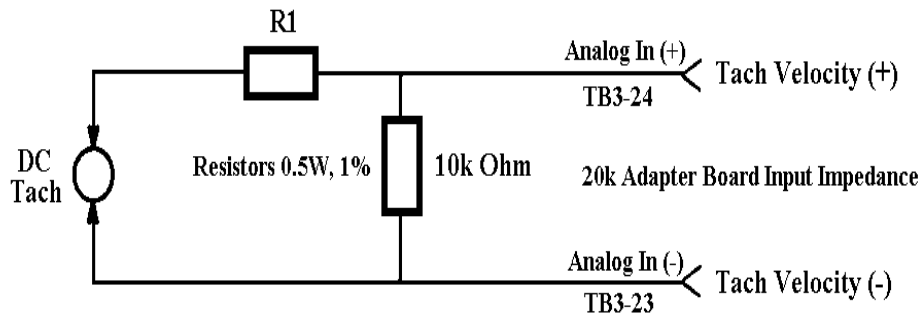 R1
Analog In (+)
TB3-24
Tach Velocity (+)
DC
Tach
Resistors 0.5W, 1%
10k Ohm
20k Adapter Board Input Impedance
Analog In (-)
TB3-23
Tach Velocity (-)